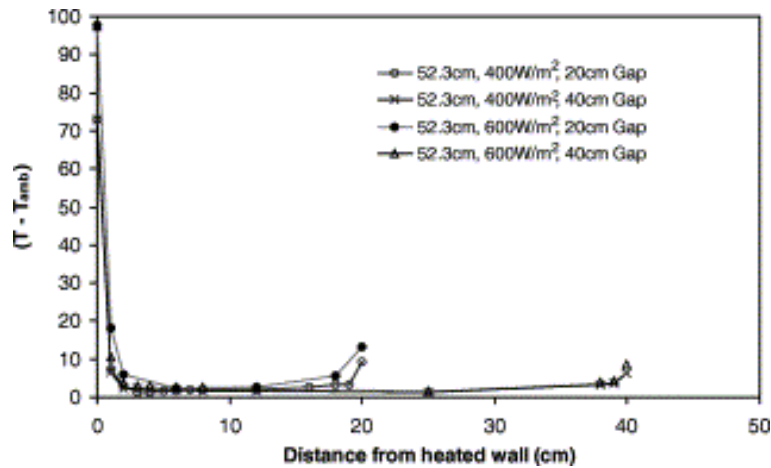 100
90
80
70
60
50
40
30
20
10
0
(T - Tamb)
52.3cm, 400W/m², 20cm Gap
52.3cm, 400W/m², 40cm Gap
52.3cm, 600W/m², 20cm Gap
52.3cm, 600W/m², 40cm Gap
0 10 20 30 40 50
Distance from heated wall (cm)